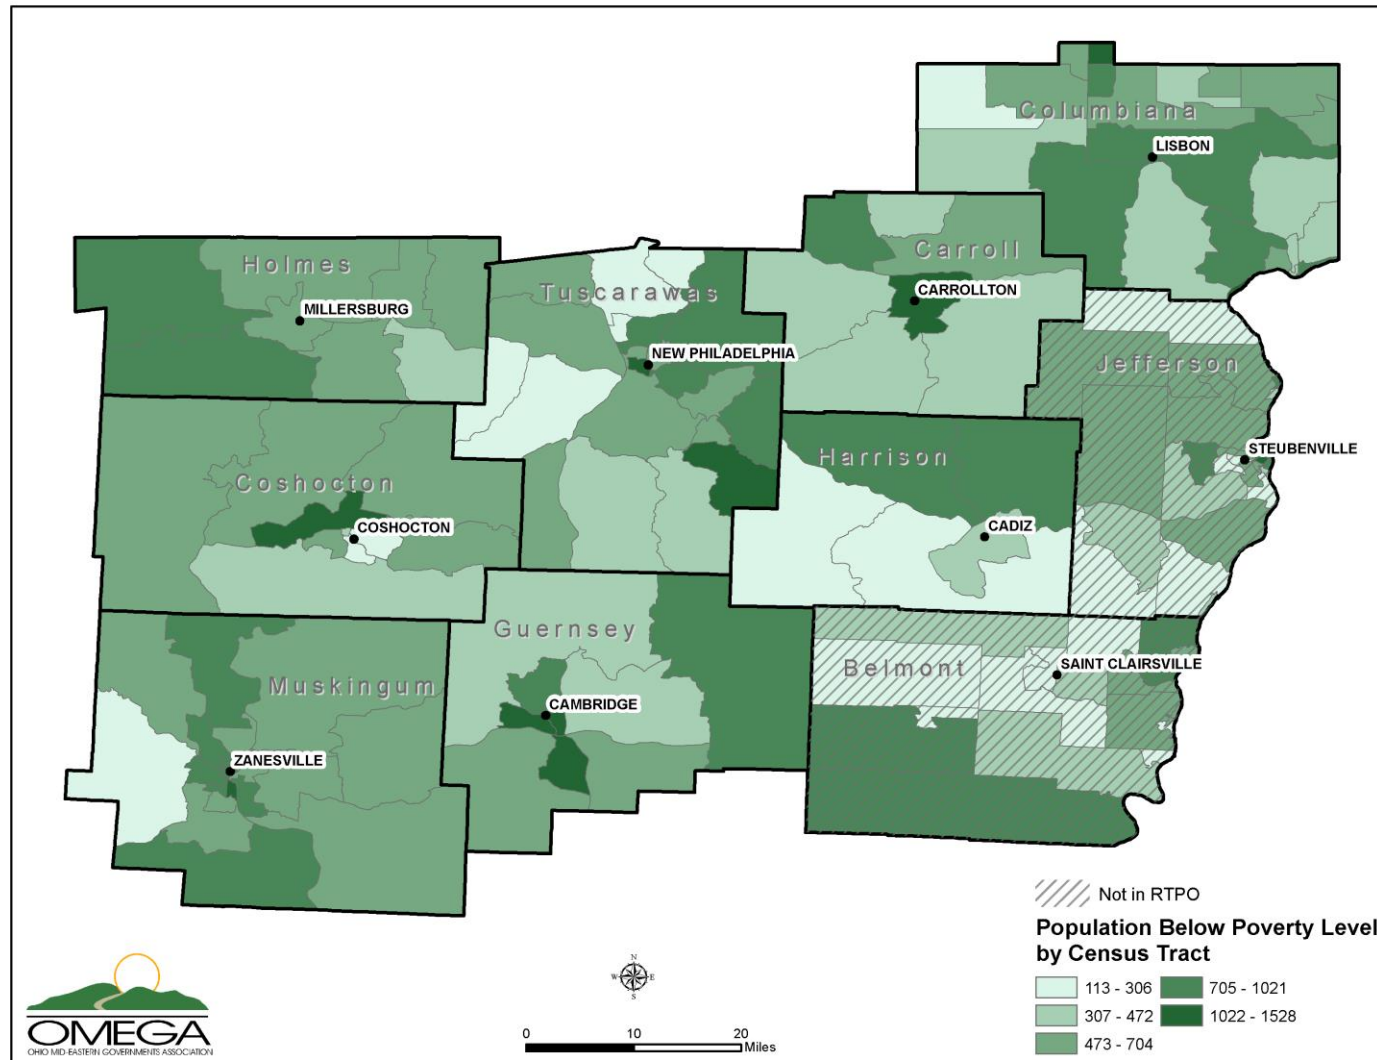 Columbiana
LISBON
Carroll
CARROLLTON
Holmes
MILLERSBURG
Tuscarawas
NEW PHILADELPHIA
Jefferson
STEUBENVILLE
Harrison
CADIZ
Coshocton
COSHOCTON
Guernsey
CAMBRIDGE
Belmont
SAINT CLAIRSVILLE
Muskingum
ZANESVILLE
Not in RTPO
Population Below Poverty Level
by Census Tract
113 - 306 705 - 1021
307 - 472 1022 - 1528
473 - 704
N
W E
S
0 10 20
Miles
OMEGA
OHIO MID-EASTERN GOVERNMENTS ASSOCIATION